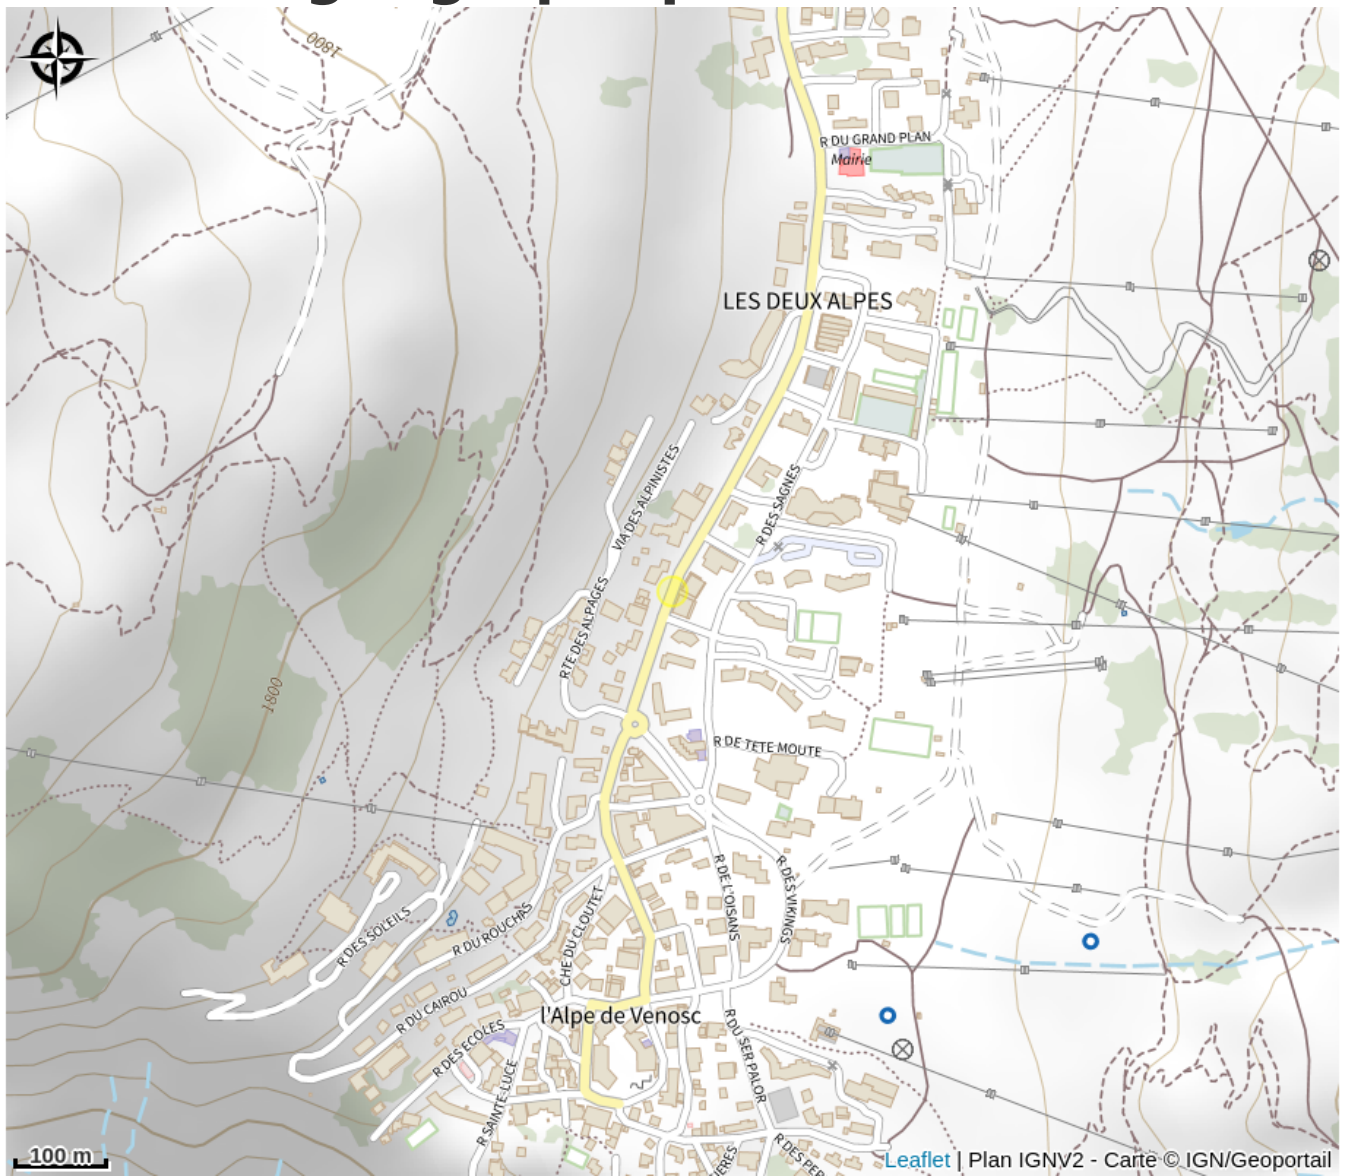 1800
R DU GRAND PLAN
Mairie
LES DEUX ALPES
VIA DES ALPINISTES
R DES SAGNES
RTE DES ALPAGES
1800
R DE TETE MOUTE
R DE L'OISANS
R DES VIKINGS
R DES SOLEILS
R DU ROUCHAS
CHE DU CLOUTET
R DU CAIROU
l'Alpe de Venosc
R DES ECOLES
R SAINTE-LUCE
R DU SER PALOR
100 m
Leaflet | Plan IGNV2 - Carte © IGN/Geoportail